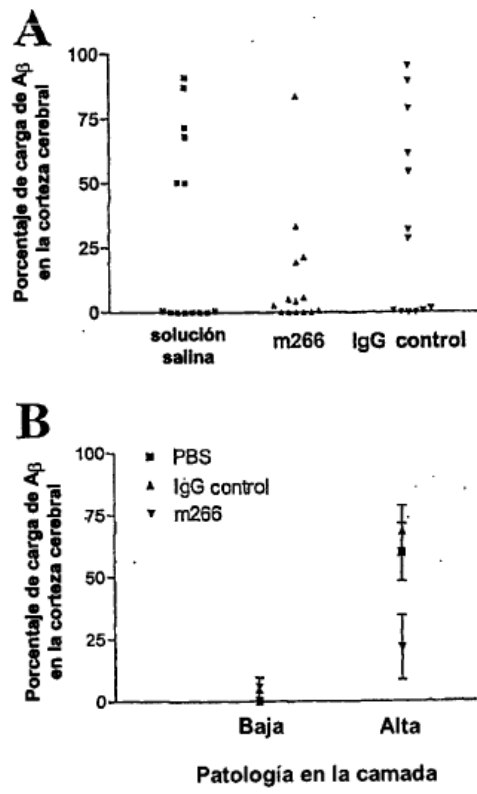 A
Porcentaje de carga de Aβ
en la corteza cerebral
100
75
50
25
0
solución
salina
m266
IgG control
B
Porcentaje de carga de Aβ
en la corteza cerebral
100
75
50
25
0
PBS
IgG control
m266
Baja
Alta
Patología en la camada